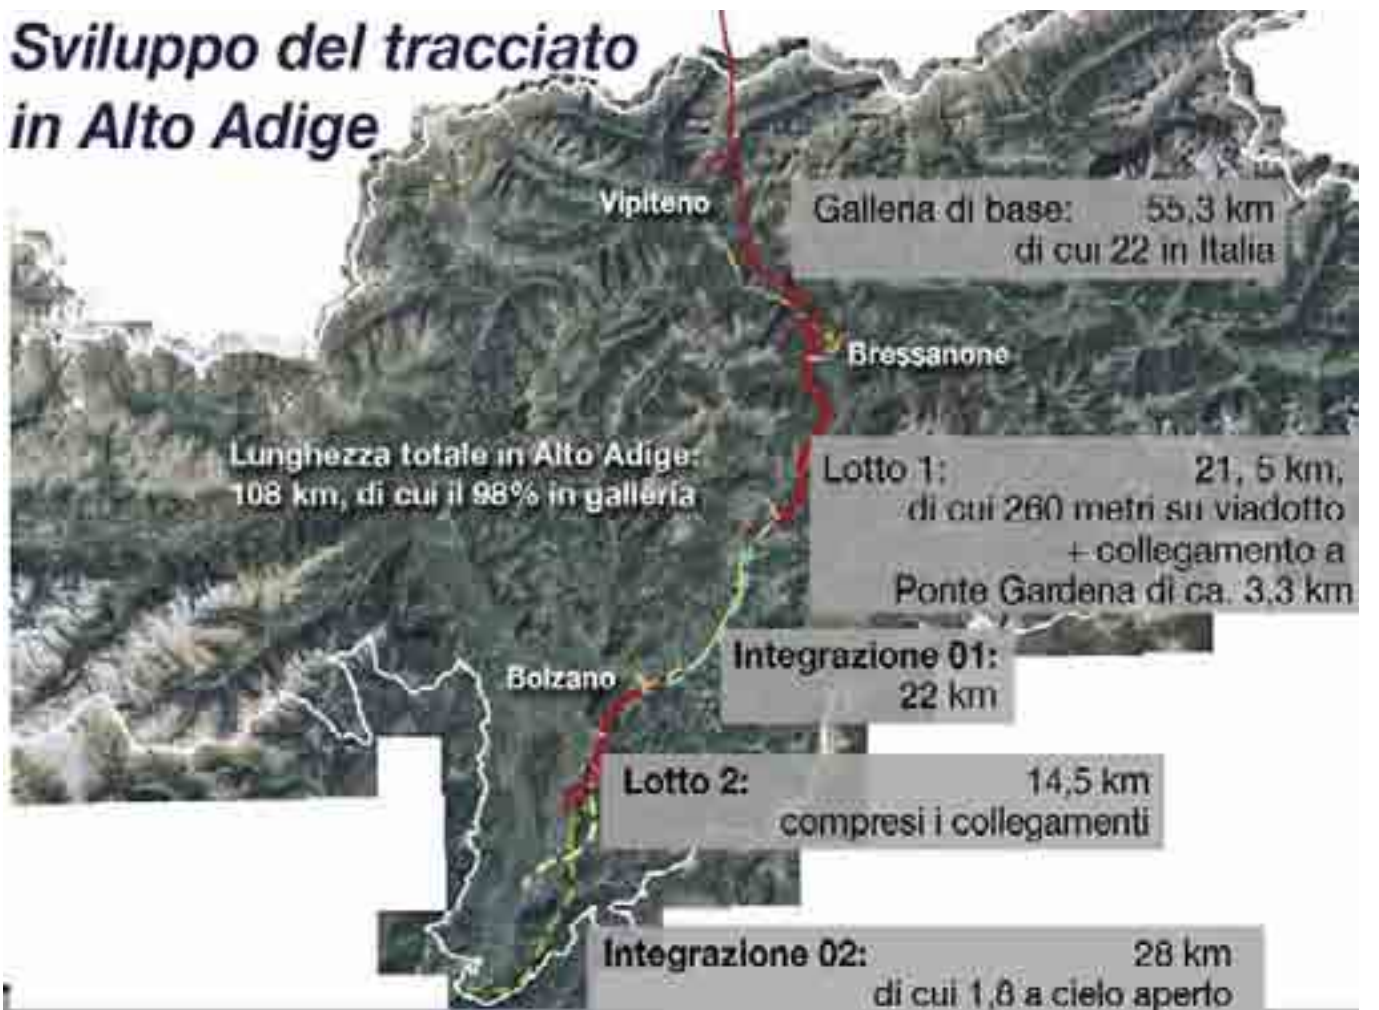 Sviluppo del tracciato
in Alto Adige
Vipiteno
Galleria di base: 55,3 km
di cui 22 in Italia
Bressanone
Lunghezza totale in Alto Adige:
108 km, di cui il 98% in galleria
Lotto 1: 21, 5 km,
di cui 260 metri su viadotto
+ collegamento a
Ponte Gardena di ca. 3.3 km
Integrazione 01:
22 km
Bolzano
Lotto 2: 14,5 km
compresi i collegamenti
Integrazione 02: 28 km
di cui 1,8 a cielo aperto